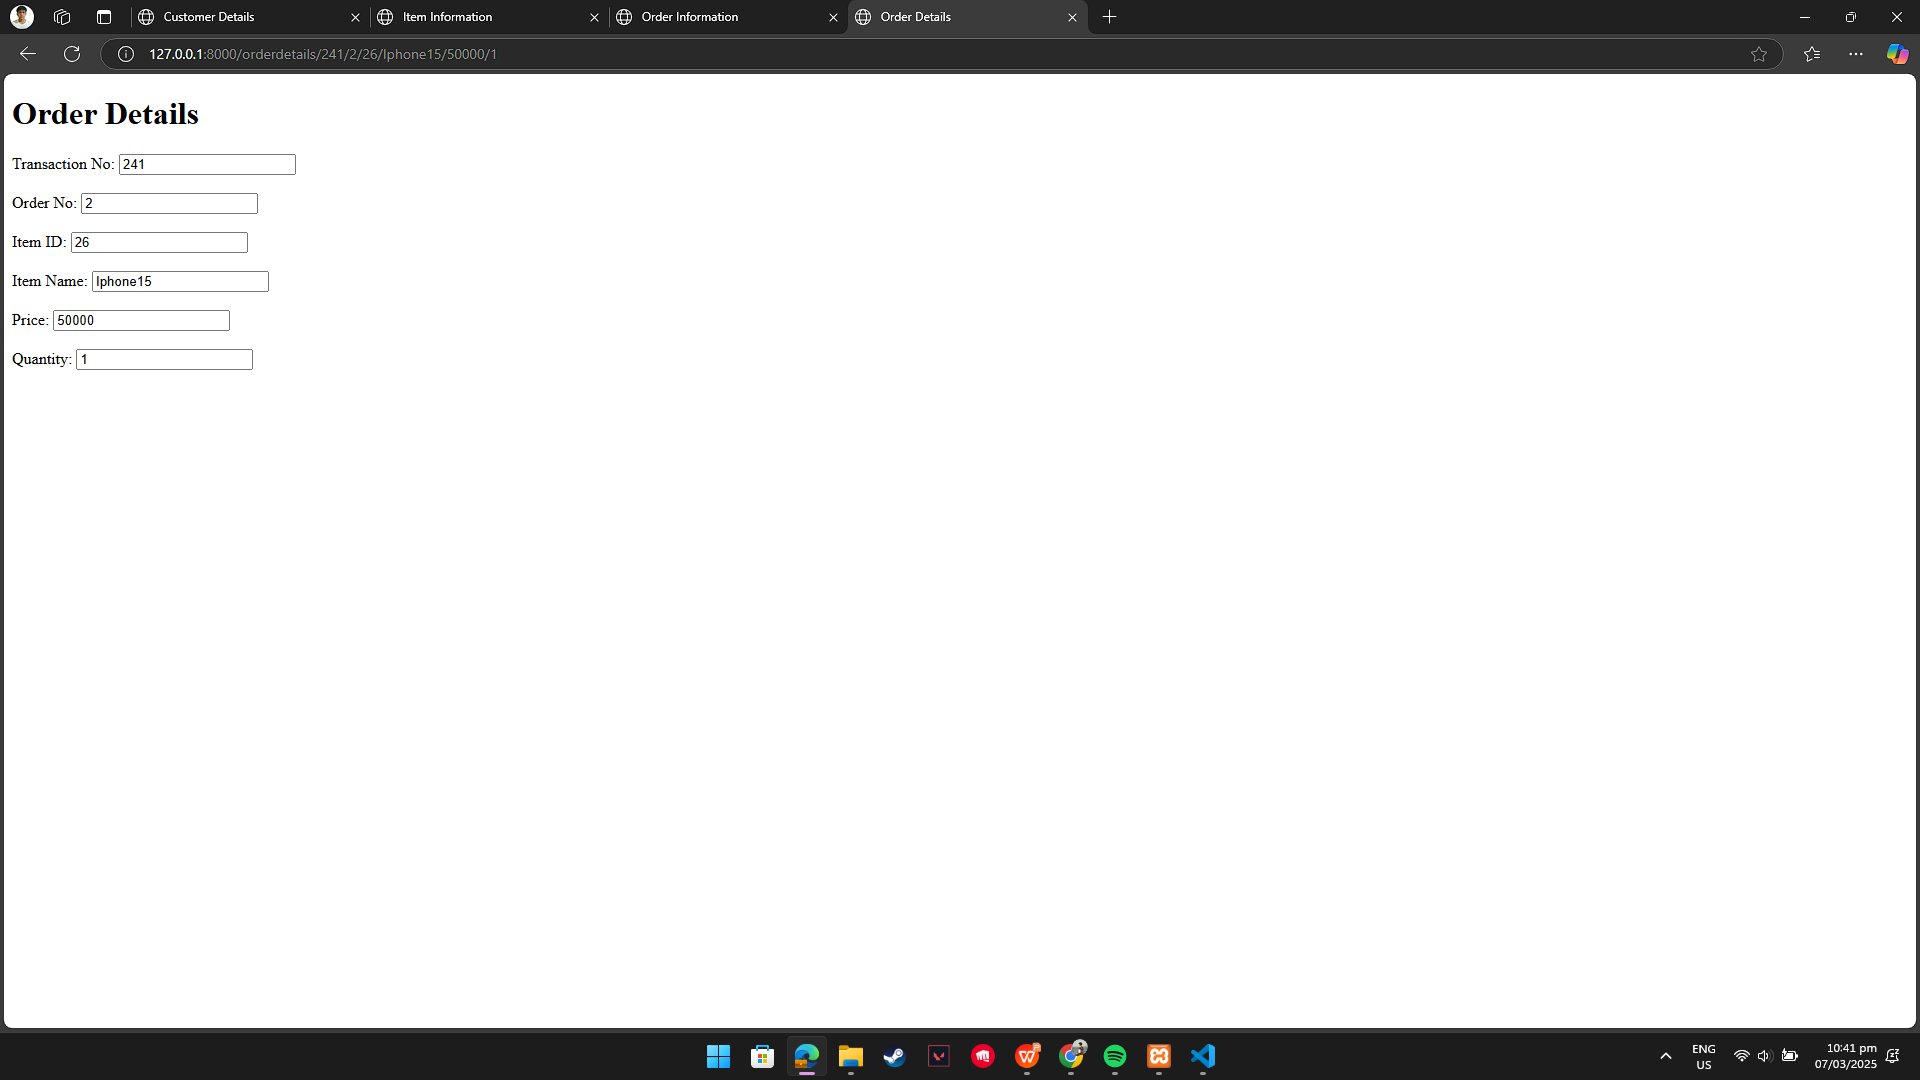 Customer Details
Item Information
Order Information
Order Details
127.0.0.1:8000/orderdetails/241/2/26/Iphone15/50000/1
Order Details
Transaction No: 241
Order No: 2
Item ID: 26
Item Name: Iphone15
Price: 50000
Quantity: 1
ENG
US
10:41 pm
07/03/2025